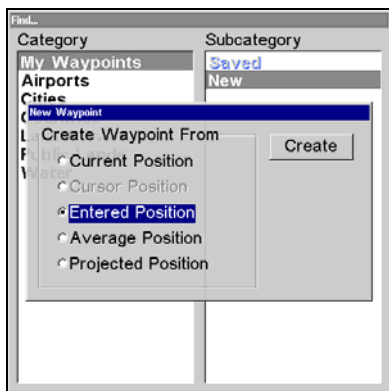 Find...
Category
Subcategory
My Waypoints
Airports
Cities
Saved
New
New Waypoint
Create Waypoint From
Current Position
Cursor Position
Entered Position
Average Position
Projected Position
Create
Water